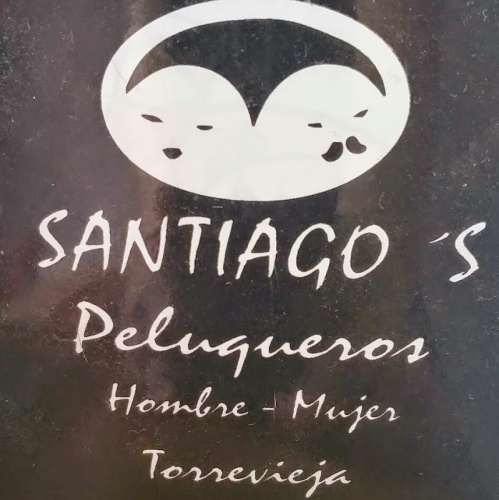 SANTIAGO ´S
Peluqueros
Hombre - Mujer
Torrevieja